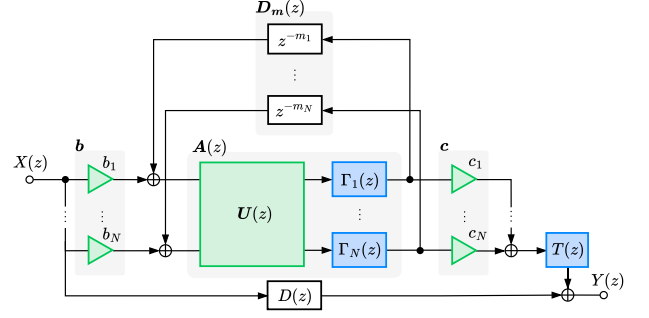 D_m(z)
z^{-m_1}
⋮
z^{-m_N}
b
A(z)
c
X(z)
b_1
Γ_1(z)
c_1
⋮
⋮
U(z)
⋮
⋮
⋮
b_N
Γ_N(z)
c_N
T(z)
Y(z)
D(z)